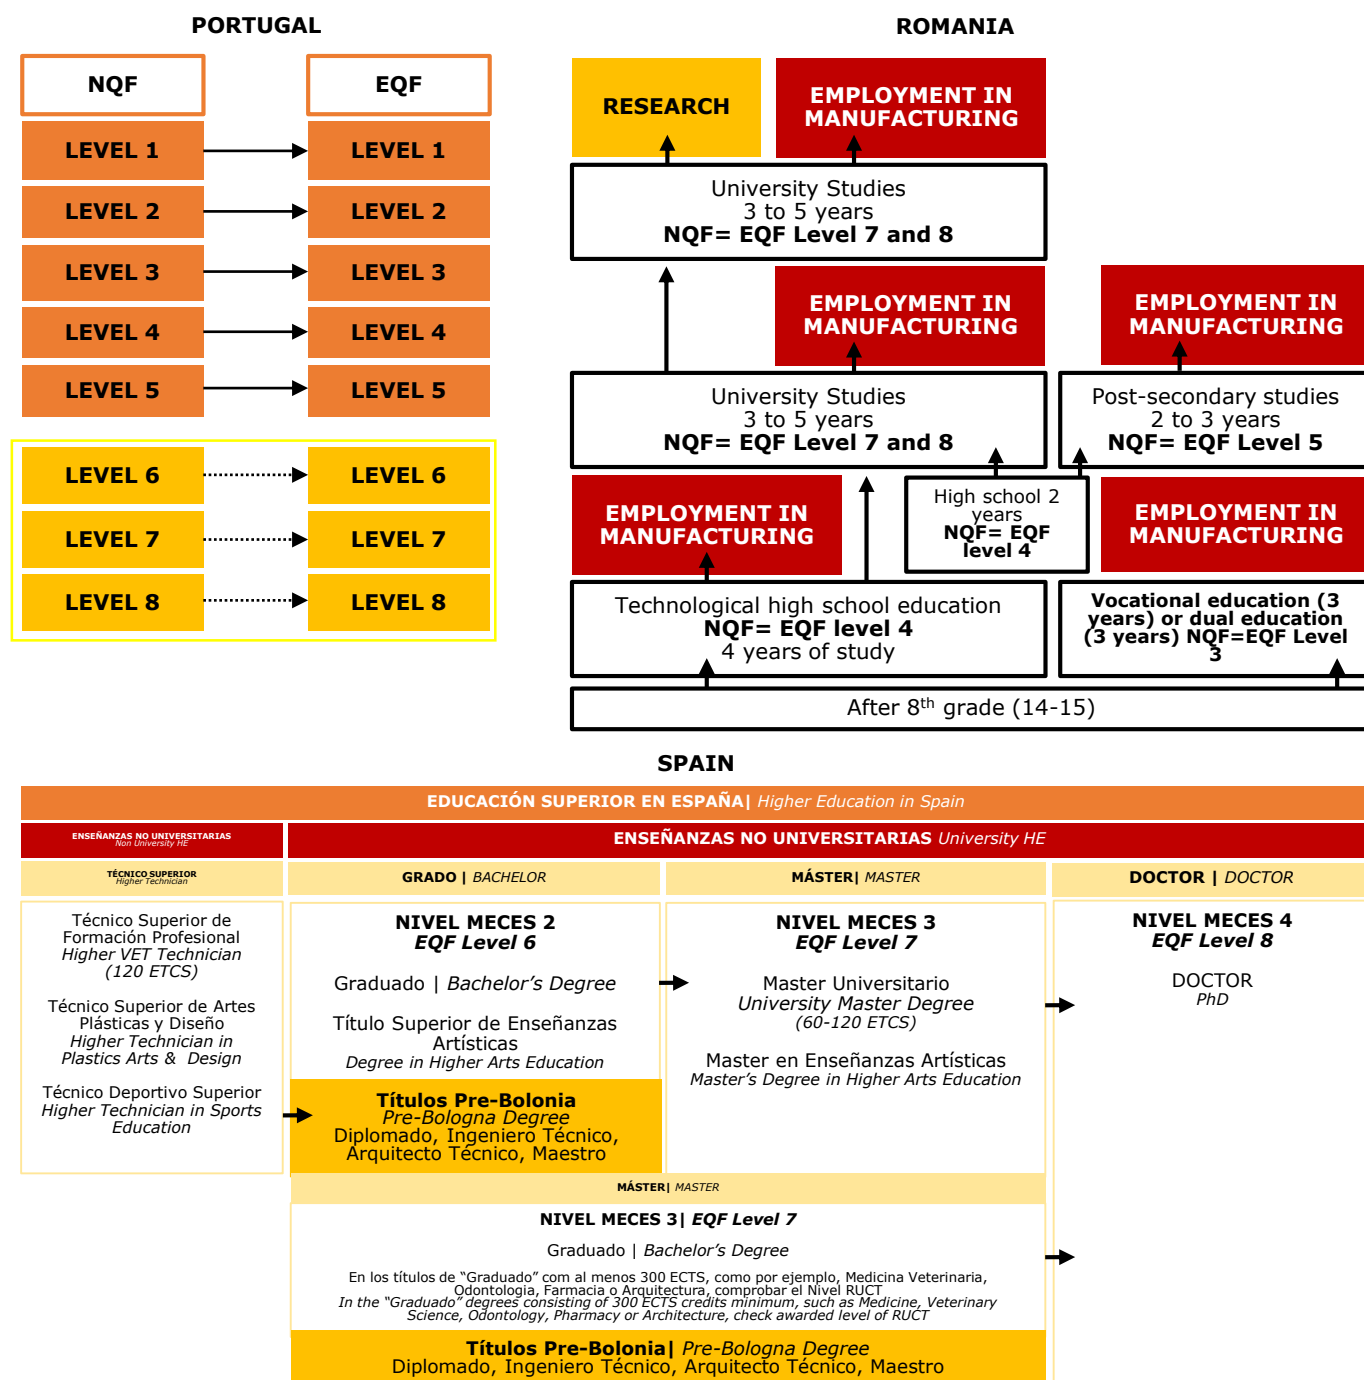 PORTUGAL
NQF
EQF
LEVEL 1
LEVEL 1
LEVEL 2
LEVEL 2
LEVEL 3
LEVEL 3
LEVEL 4
LEVEL 4
LEVEL 5
LEVEL 5
LEVEL 6
LEVEL 6
LEVEL 7
LEVEL 7
LEVEL 8
LEVEL 8
ROMANIA
RESEARCH
EMPLOYMENT IN
MANUFACTURING
University Studies
3 to 5 years
NQF= EQF Level 7 and 8
EMPLOYMENT IN
MANUFACTURING
EMPLOYMENT IN
MANUFACTURING
University Studies
3 to 5 years
NQF= EQF Level 7 and 8
Post-secondary studies
2 to 3 years
NQF= EQF Level 5
EMPLOYMENT IN
MANUFACTURING
High school 2
years
NQF= EQF
level 4
EMPLOYMENT IN
MANUFACTURING
Technological high school education
NQF= EQF level 4
4 years of study
Vocational education (3
years) or dual education
(3 years) NQF=EQF Level
3
After 8th grade (14-15)
SPAIN
EDUCACIÓN SUPERIOR EN ESPAÑA| Higher Education in Spain
ENSEÑANZAS NO UNIVERSITARIAS
Non University HE
ENSEÑANZAS NO UNIVERSITARIAS University HE
TÉCNICO SUPERIOR
Higher Technician
GRADO | BACHELOR
MÁSTER| MASTER
DOCTOR | DOCTOR
Técnico Superior de
Formación Profesional
Higher VET Technician
(120 ETCS)
Técnico Superior de Artes
Plásticas y Diseño
Higher Technician in
Plastics Arts & Design
Técnico Deportivo Superior
Higher Technician in Sports
Education
NIVEL MECES 2
EQF Level 6
Graduado | Bachelor's Degree
Título Superior de Enseñanzas
Artísticas
Degree in Higher Arts Education
Títulos Pre-Bolonia
Pre-Bologna Degree
Diplomado, Ingeniero Técnico,
Arquitecto Técnico, Maestro
NIVEL MECES 3
EQF Level 7
Master Universitario
University Master Degree
(60-120 ETCS)
Master en Enseñanzas Artísticas
Master's Degree in Higher Arts Education
NIVEL MECES 4
EQF Level 8
DOCTOR
PhD
MÁSTER| MASTER
NIVEL MECES 3| EQF Level 7
Graduado | Bachelor's Degree
En los títulos de "Graduado" com al menos 300 ECTS, como por ejemplo, Medicina Veterinaria,
Odontologia, Farmacia o Arquitectura, comprobar el Nivel RUCT
In the "Graduado" degrees consisting of 300 ECTS credits minimum, such as Medicine, Veterinary
Science, Odontology, Pharmacy or Architecture, check awarded level of RUCT
Títulos Pre-Bolonia| Pre-Bologna Degree
Diplomado, Ingeniero Técnico, Arquitecto Técnico, Maestro